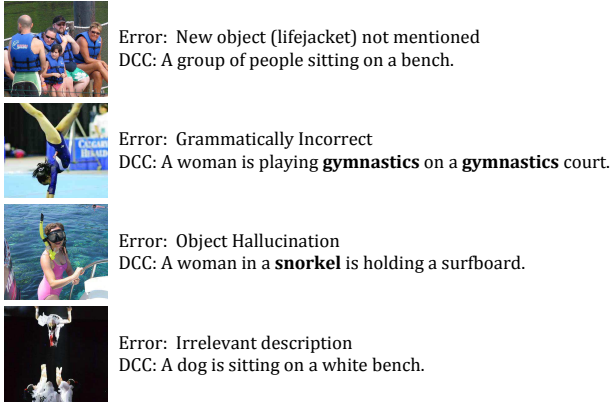 Error: New object (lifejacket) not mentioned
DCC: A group of people sitting on a bench.
CALGARY
HERALD
Error: Grammatically Incorrect
DCC: A woman is playing gymnastics on a gymnastics court.
Error: Object Hallucination
DCC: A woman in a snorkel is holding a surfboard.
Error: Irrelevant description
DCC: A dog is sitting on a white bench.